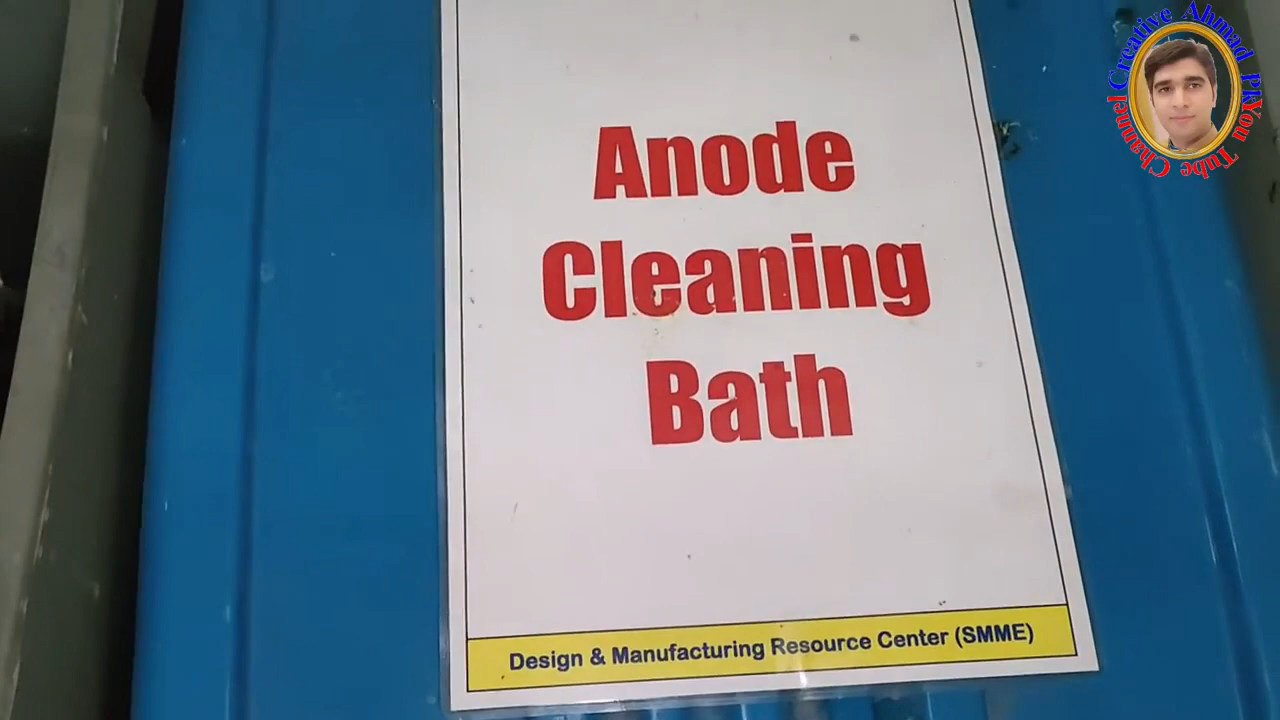 Anode
Cleaning
Bath
Design & Manufacturing Resource Center (SMME)
Creative Ahmad Pk You Tube Channel